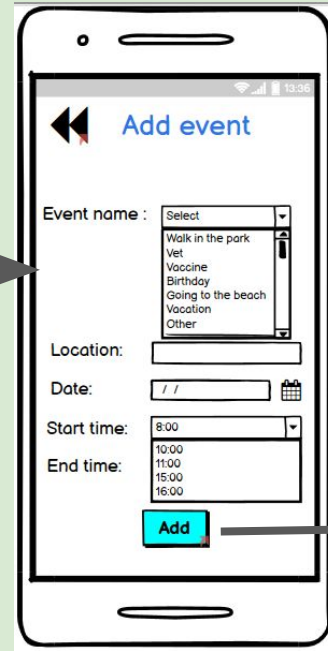 13:36
Add event
Event name : Select
Walk in the park
Vet
Vaccine
Birthday
Going to the beach
Vacation
Other
Location:
Date: / /
Start time: 8:00
10:00
11:00
End time: 15:00
16:00
Add